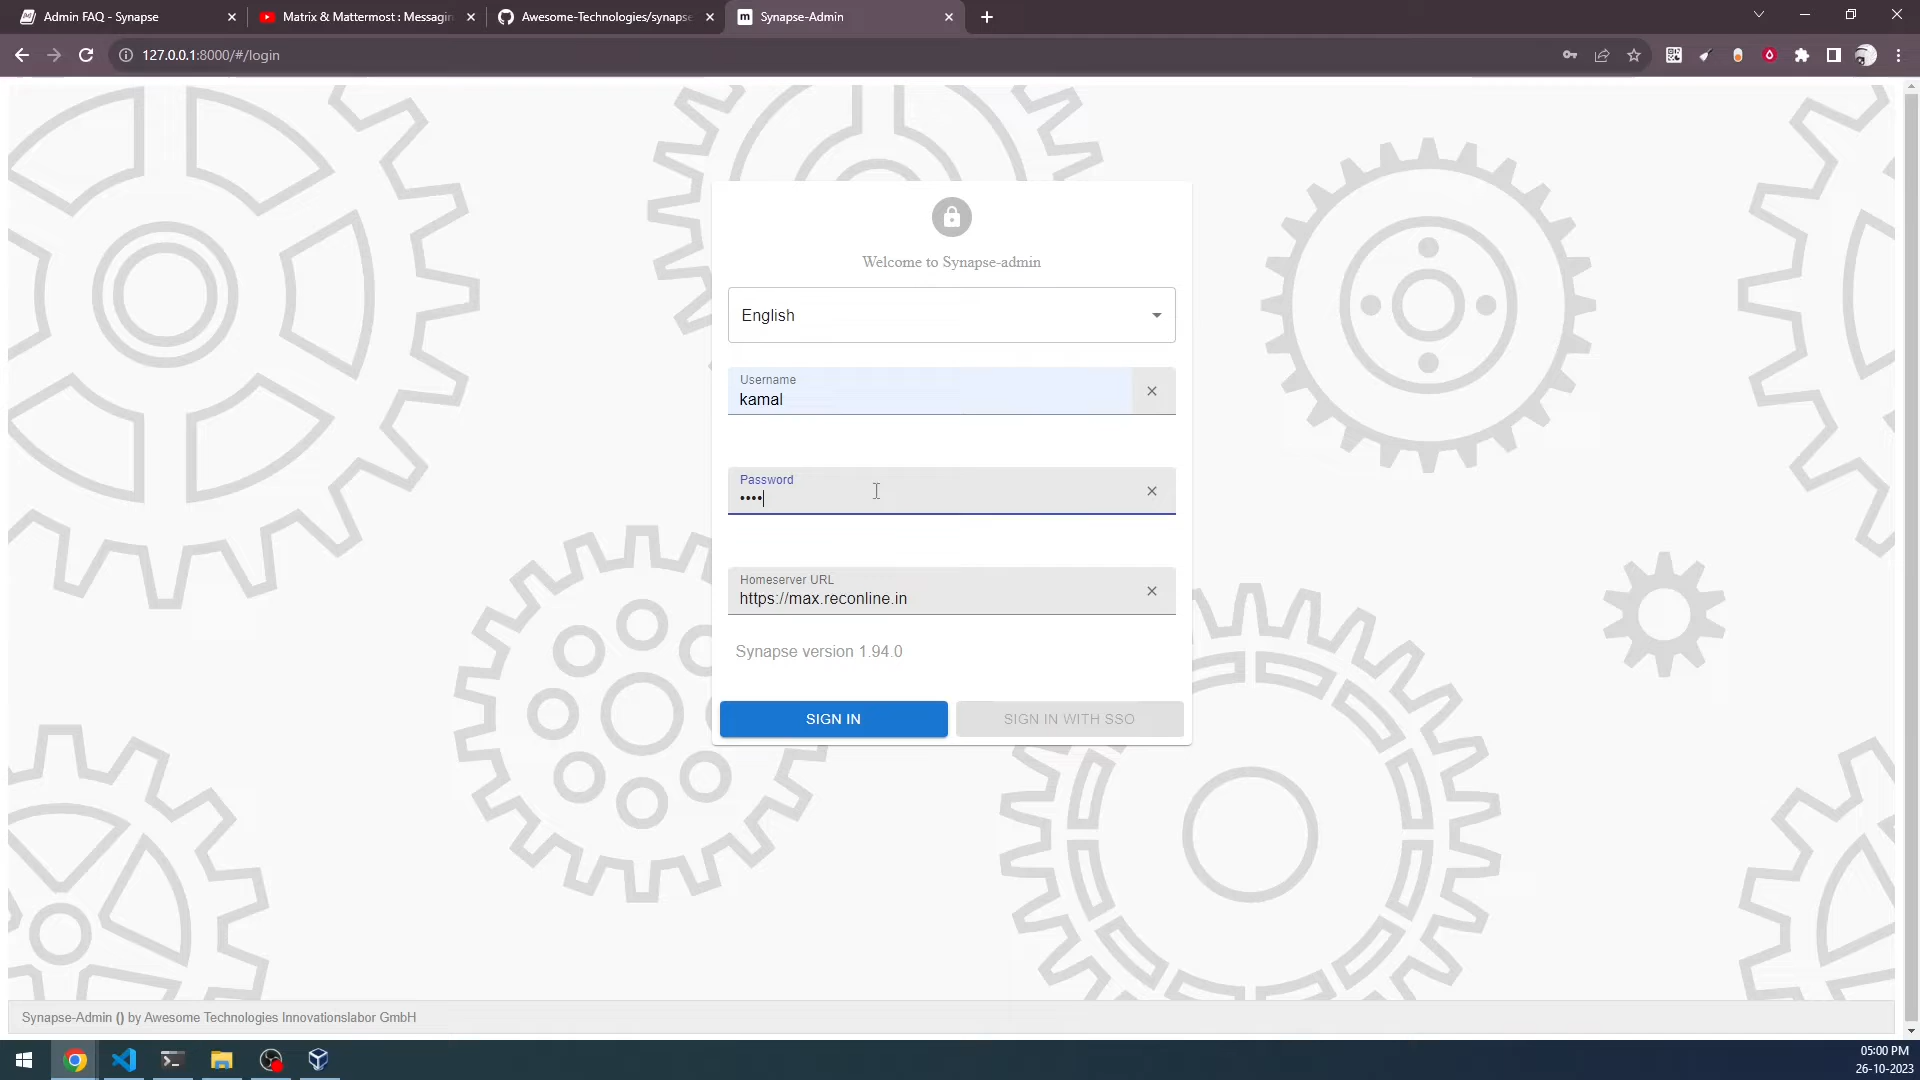 Admin FAQ - Synapse
Matrix & Mattermost : Messagin
Awesome-Technologies/synapse
m Synapse-Admin
127.0.0.1:8000/#/login
Welcome to Synapse-admin
English
Username
kamal
Password
••••
Homeserver URL
https://max.reconline.in
Synapse version 1.94.0
SIGN IN
SIGN IN WITH SSO
Synapse-Admin () by Awesome Technologies Innovationslabor GmbH
05:00 PM
26-10-2023